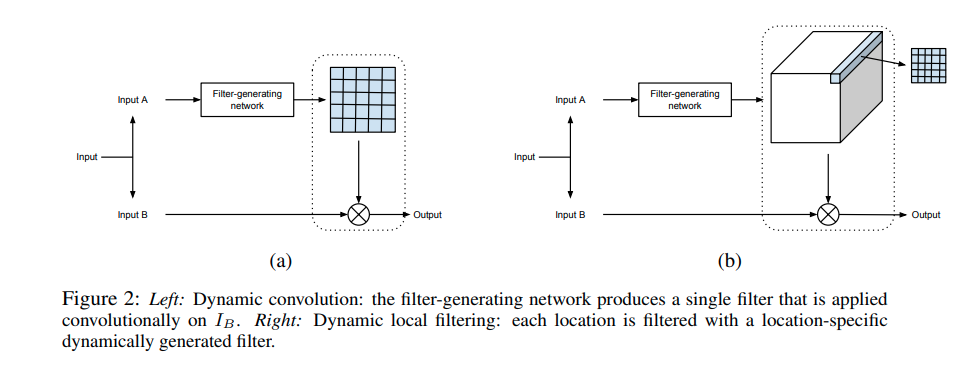 Input A
Filter-generating
network
Input
Input B
Output
(a)
Input A
Filter-generating
network
Input
Input B
Output
(b)
Figure 2: Left: Dynamic convolution: the filter-generating network produces a single filter that is applied
convolutionally on I_B. Right: Dynamic local filtering: each location is filtered with a location-specific
dynamically generated filter.